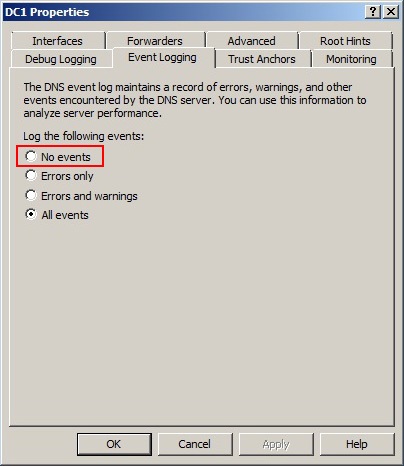 DC1 Properties
Interfaces Forwarders Advanced Root Hints
Debug Logging Event Logging Trust Anchors Monitoring
The DNS event log maintains a record of errors, warnings, and other
events encountered by the DNS server. You can use this information to
analyze server performance.
Log the following events:
No events
Errors only
Errors and warnings
All events
OK Cancel Apply Help